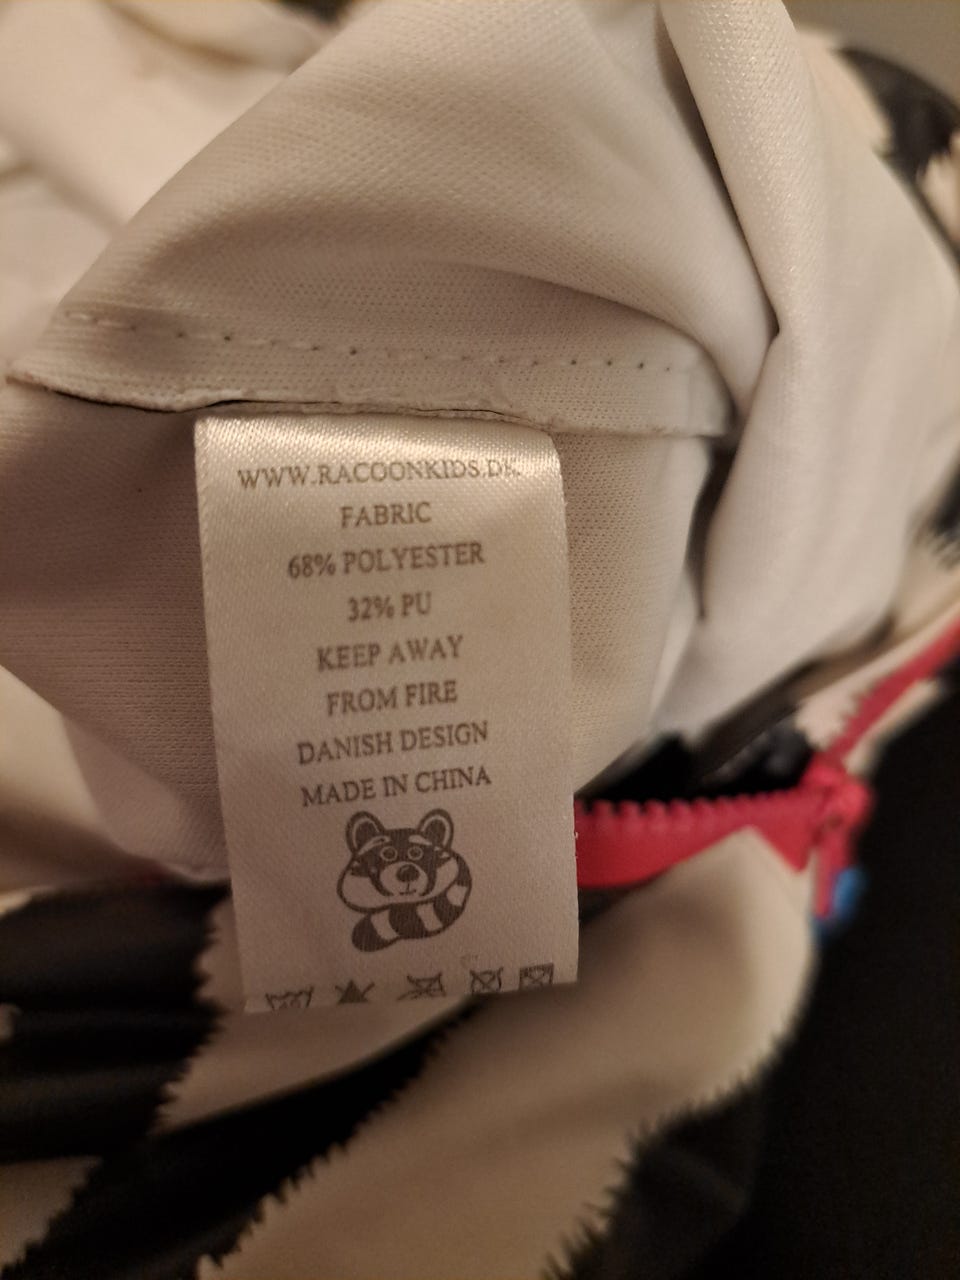 WWW.RACOONKIDS.DK
FABRIC
68% POLYESTER
32% PU
KEEP AWAY
FROM FIRE
DANISH DESIGN
MADE IN CHINA